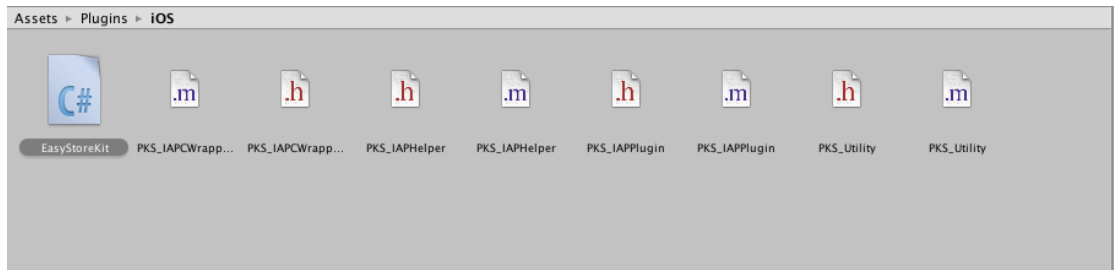 Assets ▸ Plugins ▸ iOS
C# .m .h .h .m .h .m .h .m
EasyStoreKit PKS_IAPCWrapp... PKS_IAPCWrapp... PKS_IAPHelper PKS_IAPHelper PKS_IAPPlugin PKS_IAPPlugin PKS_Utility PKS_Utility